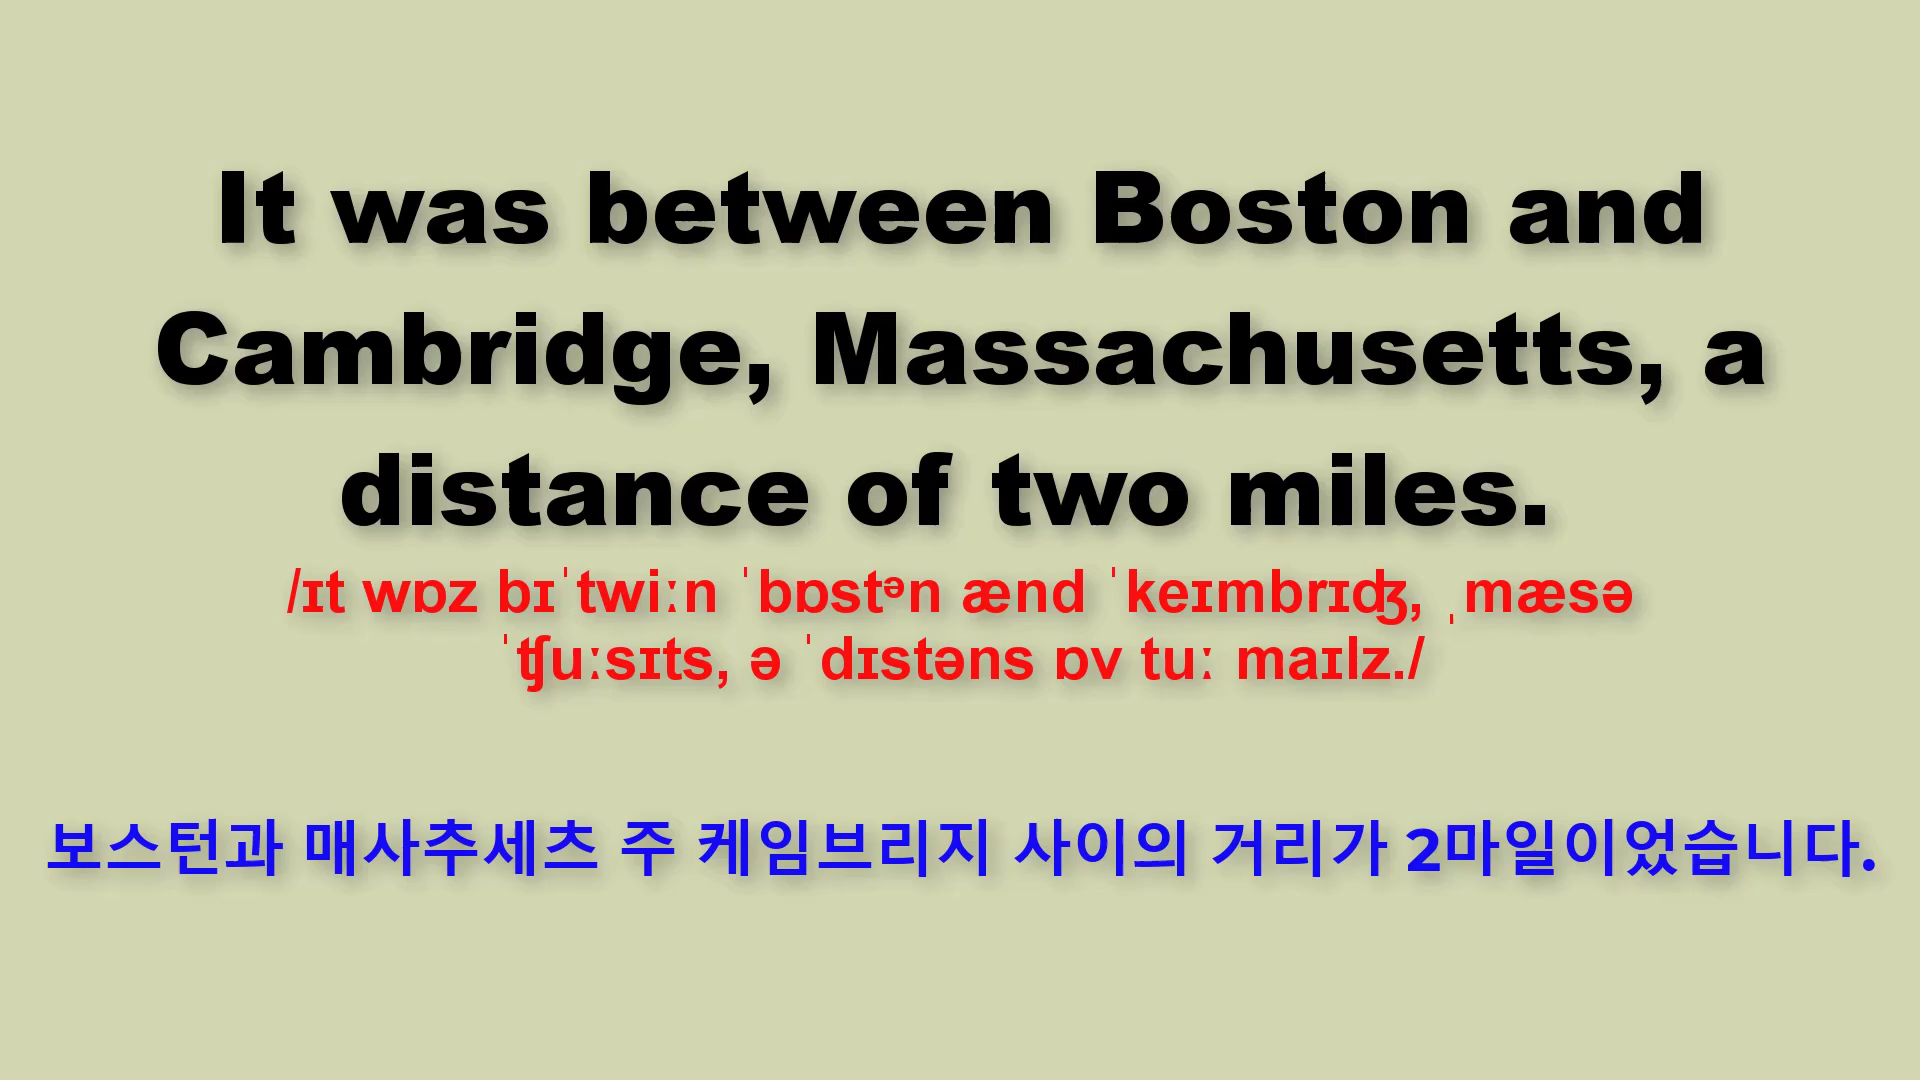 It was between Boston and
Cambridge, Massachusetts, a
distance of two miles.
/ɪt wɒz bɪˈtwiːn ˈbɒstᵊn ænd ˈkeɪmbrɪʤ, ˌmæsə
ˈʧuːsɪts, ə ˈdɪstəns ɒv tuː maɪlz./
보스턴과 매사추세츠 주 케임브리지 사이의 거리가 2마일이었습니다.